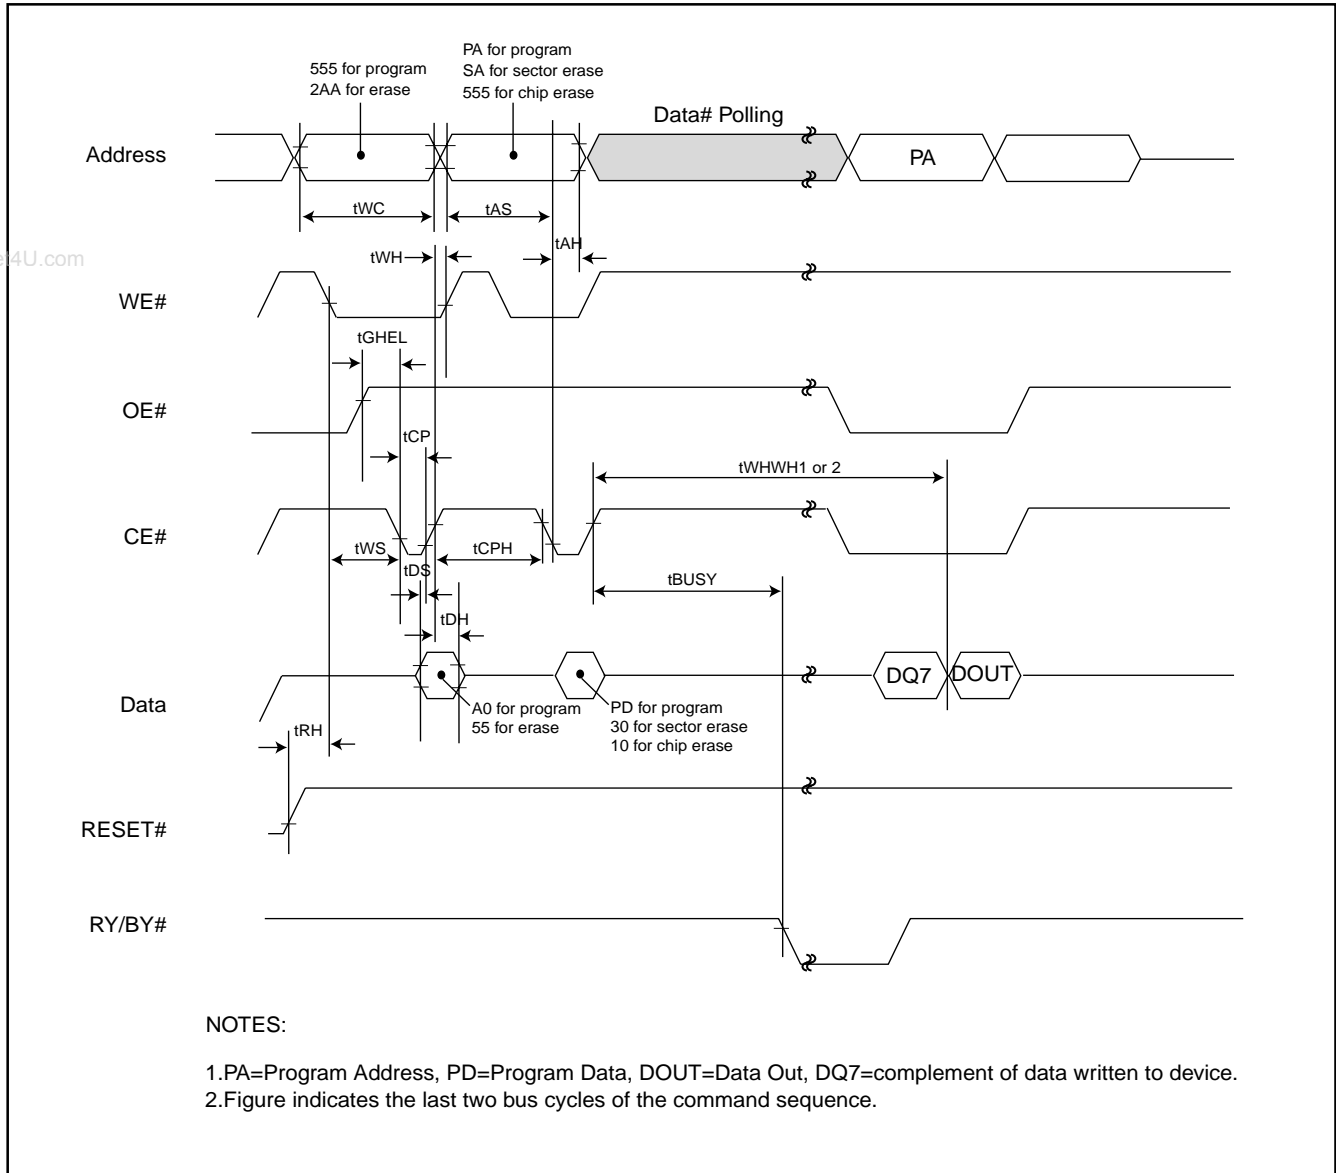 555 for program
2AA for erase
PA for program
SA for sector erase
555 for chip erase
Data# Polling
Address
PA
tWC
tAS
tAH
4U.com
tWH
WE#
tGHEL
OE#
tCP
tWHWH1 or 2
CE#
tWS
tCPH
tDS
tBUSY
tDH
DQ7
DOUT
Data
A0 for program
55 for erase
PD for program
30 for sector erase
10 for chip erase
tRH
RESET#
RY/BY#
NOTES:
1.PA=Program Address, PD=Program Data, DOUT=Data Out, DQ7=complement of data written to device.
2.Figure indicates the last two bus cycles of the command sequence.